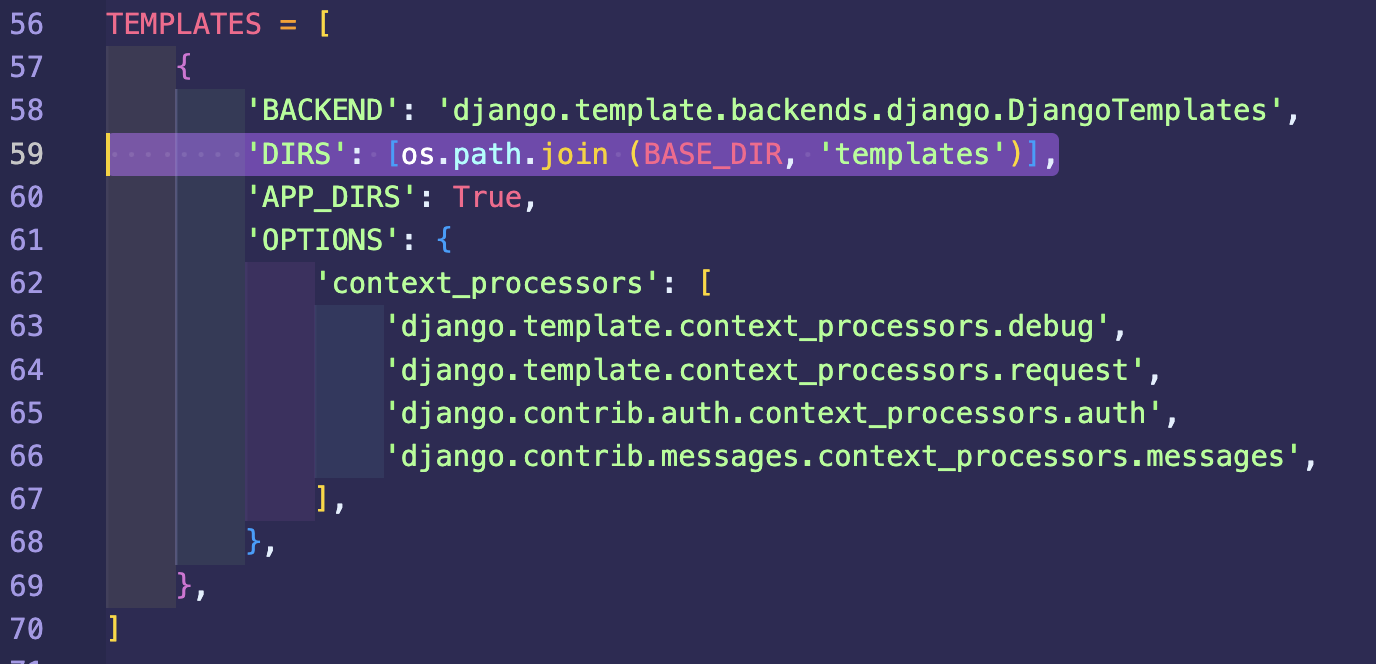 56 TEMPLATES = [
57     {
58         'BACKEND': 'django.template.backends.django.DjangoTemplates',
59         'DIRS': [os.path.join (BASE_DIR, 'templates')],
60         'APP_DIRS': True,
61         'OPTIONS': {
62             'context_processors': [
63                 'django.template.context_processors.debug',
64                 'django.template.context_processors.request',
65                 'django.contrib.auth.context_processors.auth',
66                 'django.contrib.messages.context_processors.messages',
67             ],
68         },
69     },
70 ]